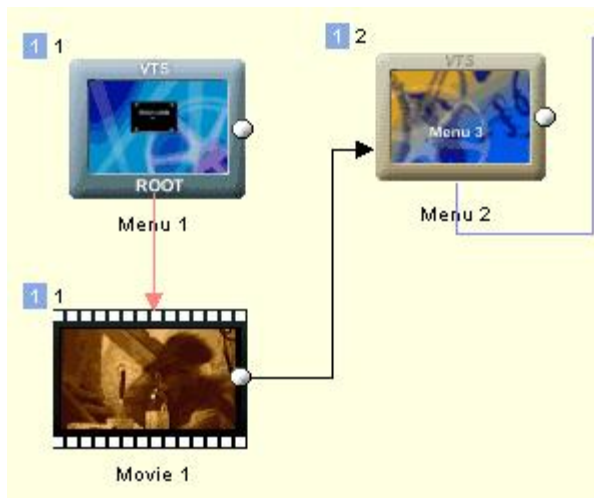 1 1
VTS
ROOT
Menu 1
1 2
VTS
Menu 3
Menu 2
1 1
Movie 1